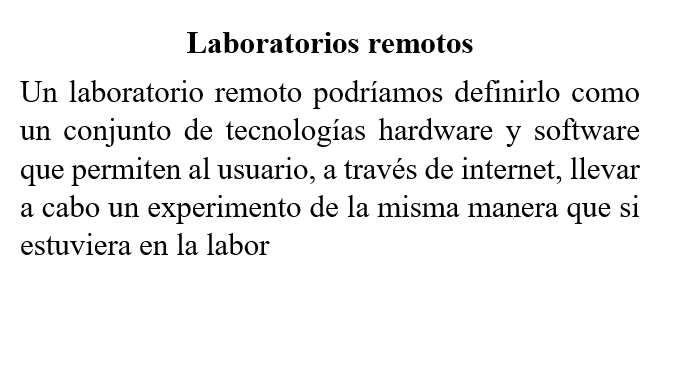 Laboratorios remotos
Un laboratorio remoto podríamos definirlo como
un conjunto de tecnologías hardware y software
que permiten al usuario, a través de internet, llevar
a cabo un experimento de la misma manera que si
estuviera en la labor